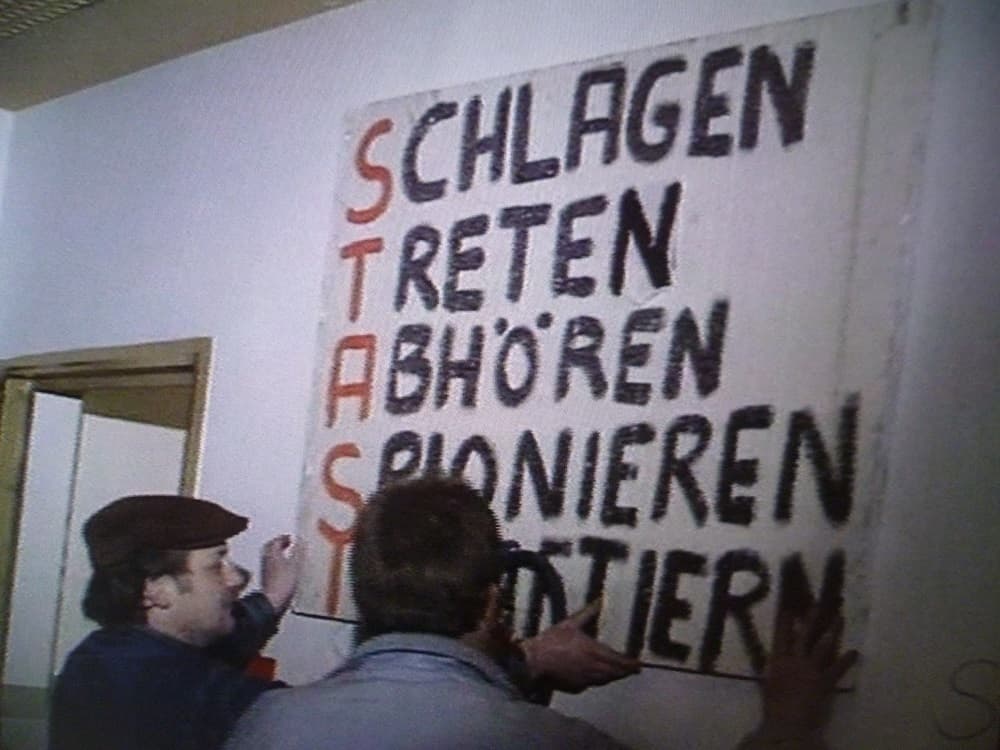 SCHLAGEN
TRETEN
ABHÖREN
SPIONIEREN